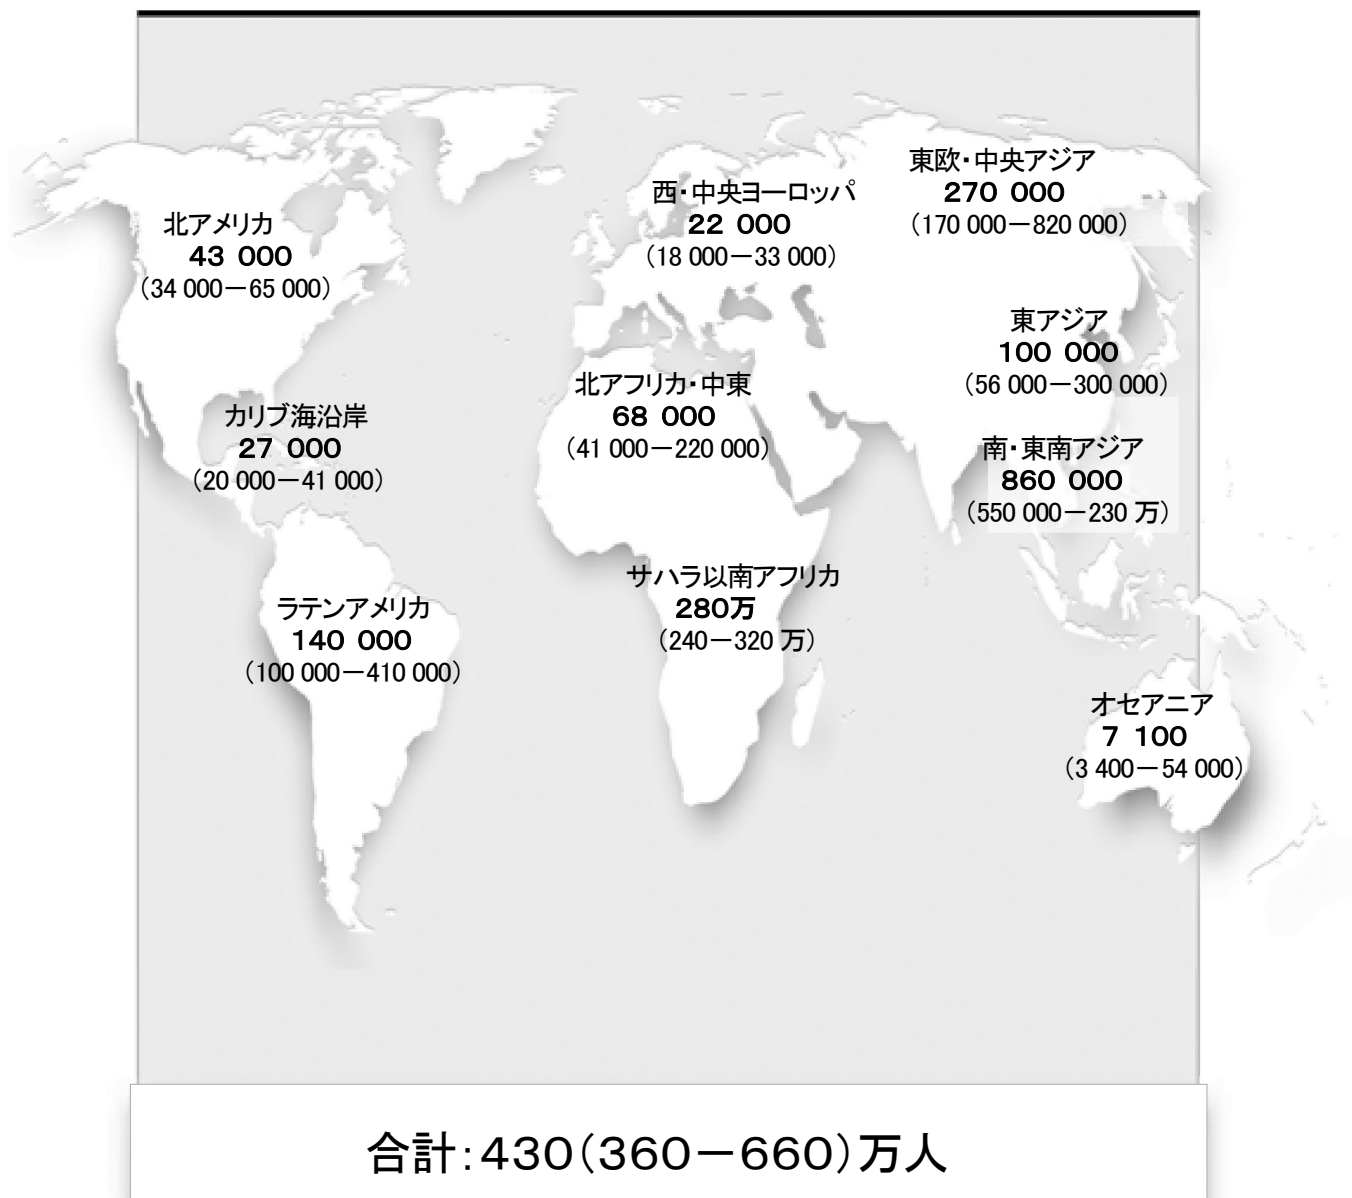 東欧・中央アジア
270 000
（170 000－820 000）
西・中央ヨーロッパ
22 000
（18 000－33 000）
北アメリカ
43 000
（34 000－65 000）
東アジア
100 000
（56 000－300 000）
北アフリカ・中東
68 000
（41 000－220 000）
カリブ海沿岸
27 000
（20 000－41 000）
南・東南アジア
860 000
（550 000－230 万）
サハラ以南アフリカ
280万
（240－320 万）
ラテンアメリカ
140 000
（100 000－410 000）
オセアニア
7 100
（3 400－54 000）
合計：430（360－660）万人